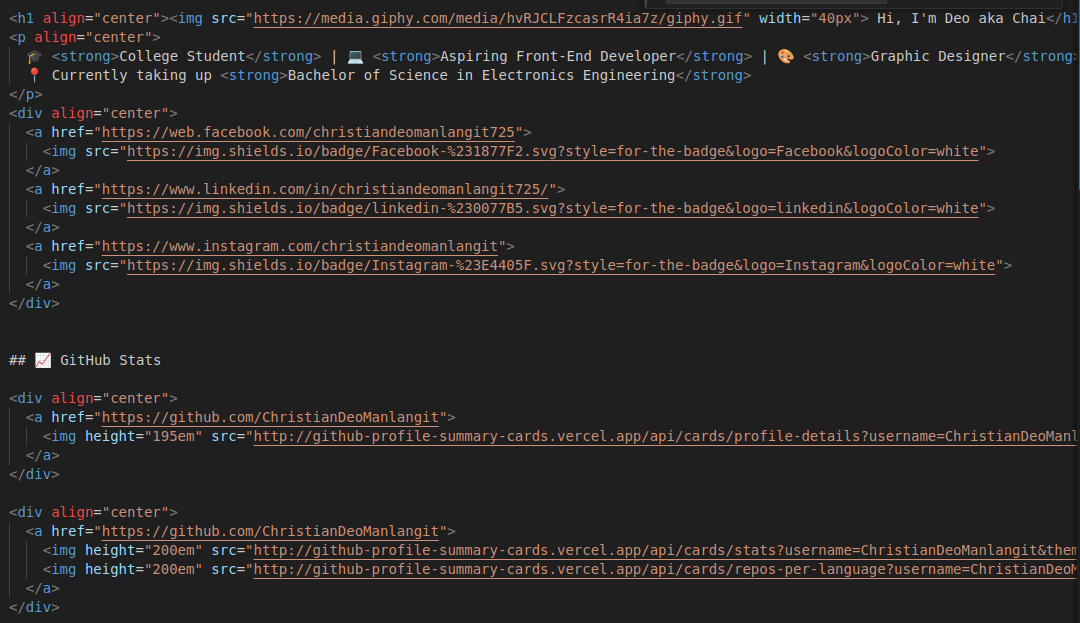 <h1 align="center"><img src="https://media.giphy.com/media/hvRJCLFzcasrR4ia7z/giphy.gif" width="40px"> Hi, I'm Deo aka Chai</h1
<p align="center">
🎓 <strong>College Student</strong> | 💻 <strong>Aspiring Front-End Developer</strong> | 🎨 <strong>Graphic Designer</strong>
📍 Currently taking up <strong>Bachelor of Science in Electronics Engineering</strong>
</p>
<div align="center">
<a href="https://web.facebook.com/christiandeomanlangit725">
<img src="https://img.shields.io/badge/Facebook-%231877F2.svg?style=for-the-badge&logo=Facebook&logoColor=white">
</a>
<a href="https://www.linkedin.com/in/christiandeomanlangit725/">
<img src="https://img.shields.io/badge/linkedin-%230077B5.svg?style=for-the-badge&logo=linkedin&logoColor=white">
</a>
<a href="https://www.instagram.com/christiandeomanlangit">
<img src="https://img.shields.io/badge/Instagram-%23E4405F.svg?style=for-the-badge&logo=Instagram&logoColor=white">
</a>
</div>
## 📈 GitHub Stats
<div align="center">
<a href="https://github.com/ChristianDeoManlangit">
<img height="195em" src="http://github-profile-summary-cards.vercel.app/api/cards/profile-details?username=ChristianDeoManl
</a>
</div>
<div align="center">
<a href="https://github.com/ChristianDeoManlangit">
<img height="200em" src="http://github-profile-summary-cards.vercel.app/api/cards/stats?username=ChristianDeoManlangit&them
<img height="200em" src="http://github-profile-summary-cards.vercel.app/api/cards/repos-per-language?username=ChristianDeoM
</a>
</div>